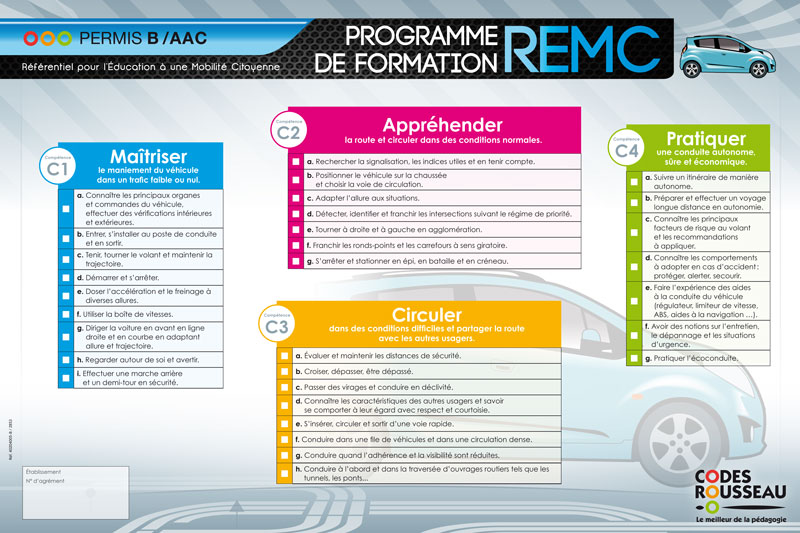 PERMIS B /AAC
Référentiel pour l'Éducation à une Mobilité Citoyenne
PROGRAMME
DE FORMATION
REMC
Compétence
C1
Maîtriser
le maniement du véhicule
dans un trafic faible ou nul.
a. Connaître les principaux organes
et commandes du véhicule,
effectuer des vérifications intérieures
et extérieures.
b. Entrer, s'installer au poste de conduite
et en sortir.
c. Tenir, tourner le volant et maintenir la
trajectoire.
d. Démarrer et s'arrêter.
e. Doser l'accélération et le freinage à
diverses allures.
f. Utiliser la boîte de vitesses.
g. Diriger la voiture en avant en ligne
droite et en courbe en adaptant
allure et trajectoire.
h. Regarder autour de soi et avertir.
i. Effectuer une marche arrière
et un demi-tour en sécurité.
Compétence
C2
Appréhender
la route et circuler dans des conditions normales.
a. Rechercher la signalisation, les indices utiles et en tenir compte.
b. Positionner le véhicule sur la chaussée
et choisir la voie de circulation.
c. Adapter l'allure aux situations.
d. Détecter, identifier et franchir les intersections suivant le régime de priorité.
e. Tourner à droite et à gauche en agglomération.
f. Franchir les ronds-points et les carrefours à sens giratoire.
g. S'arrêter et stationner en épi, en bataille et en créneau.
Compétence
C3
Circuler
dans des conditions difficiles et partager la route
avec les autres usagers.
a. Évaluer et maintenir les distances de sécurité.
b. Croiser, dépasser, être dépassé.
c. Passer des virages et conduire en déclivité.
d. Connaître les caractéristiques des autres usagers et savoir
se comporter à leur égard avec respect et courtoisie.
e. S'insérer, circuler et sortir d'une voie rapide.
f. Conduire dans une file de véhicules et dans une circulation dense.
g. Conduire quand l'adhérence et la visibilité sont réduites.
h. Conduire à l'abord et dans la traversée d'ouvrages routiers tels que les
tunnels, les ponts...
Compétence
C4
Pratiquer
une conduite autonome,
sûre et économique.
a. Suivre un itinéraire de manière
autonome.
b. Préparer et effectuer un voyage
longue distance en autonomie.
c. Connaître les principaux
facteurs de risque au volant
et les recommandations
à appliquer.
d. Connaître les comportements
à adopter en cas d'accident :
protéger, alerter, secourir.
e. Faire l'expérience des aides
à la conduite du véhicule
(régulateur, limiteur de vitesse,
ABS, aides à la navigation ...).
f. Avoir des notions sur l'entretien,
le dépannage et les situations
d'urgence.
g. Pratiquer l'écoconduite.
Établissement
N° d'agrément
CODES
ROUSSEAU
Le meilleur de la pédagogie